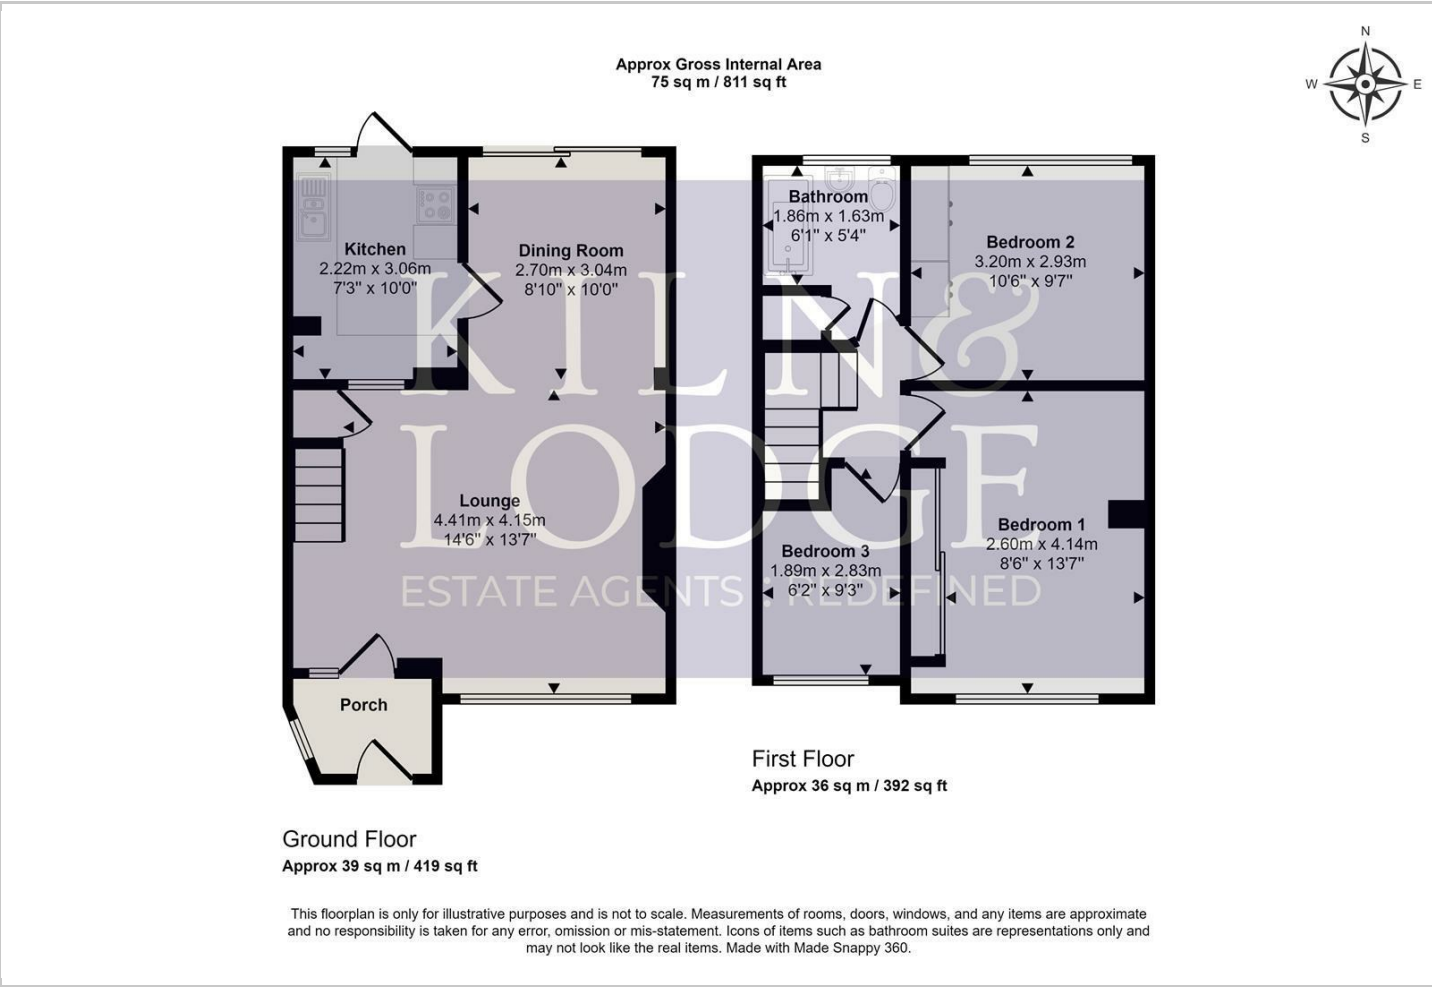 Approx Gross Internal Area
75 sq m / 811 sq ft
N
W
E
S
Kitchen
2.22m x 3.06m
7'3" x 10'0"
Dining Room
2.70m x 3.04m
8'10" x 10'0"
Bathroom
1.86m x 1.63m
6'1" x 5'4"
Bedroom 2
3.20m x 2.93m
10'6" x 9'7"
KILN&
LODGE
ESTATE AGENTS : REDEFINED
Lounge
4.41m x 4.15m
14'6" x 13'7"
Bedroom 3
1.89m x 2.83m
6'2" x 9'3"
Bedroom 1
2.60m x 4.14m
8'6" x 13'7"
Porch
First Floor
Approx 36 sq m / 392 sq ft
Ground Floor
Approx 39 sq m / 419 sq ft
This floorplan is only for illustrative purposes and is not to scale. Measurements of rooms, doors, windows, and any items are approximate
and no responsibility is taken for any error, omission or mis-statement. Icons of items such as bathroom suites are representations only and
may not look like the real items. Made with Made Snappy 360.